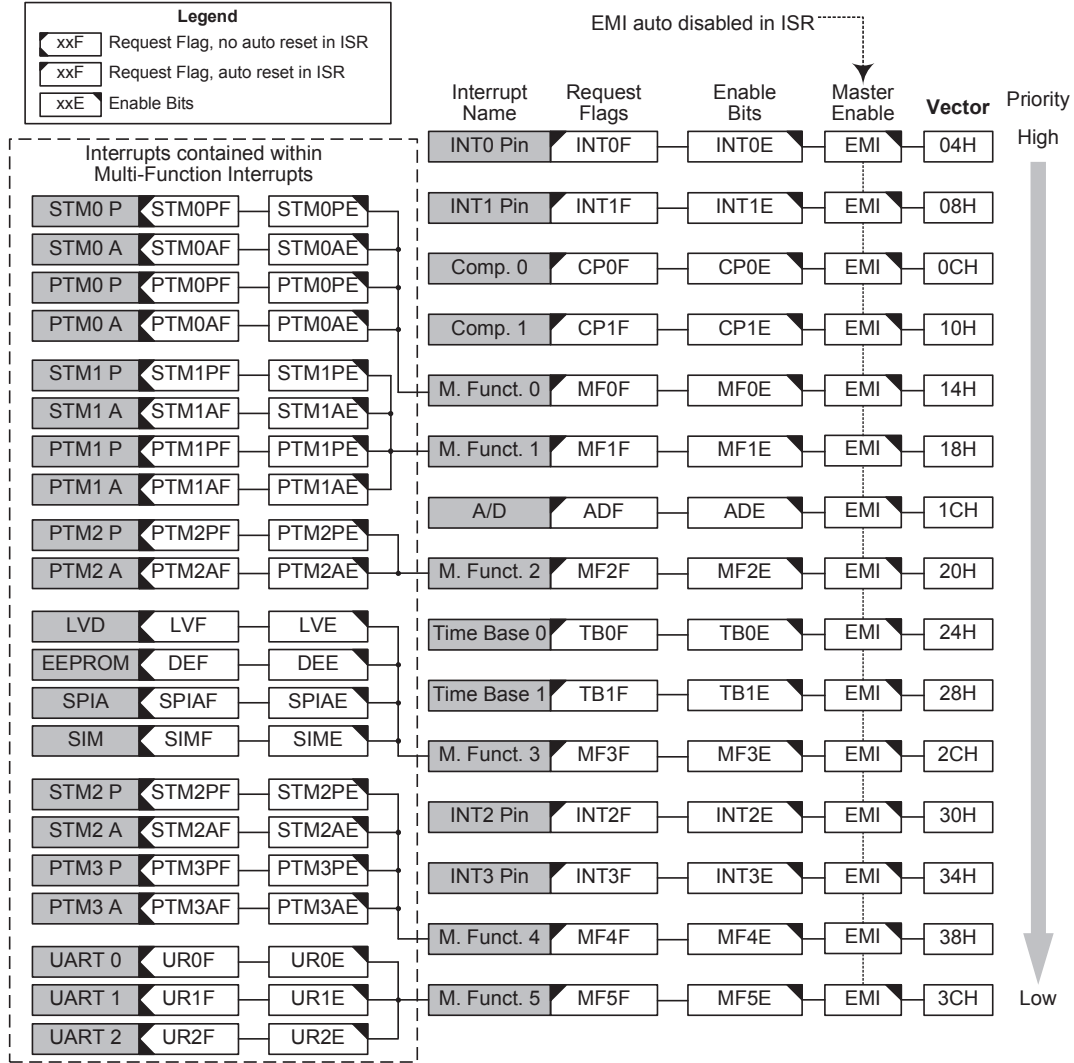 Legend
xxF Request Flag, no auto reset in ISR
xxF Request Flag, auto reset in ISR
xxE Enable Bits
EMI auto disabled in ISR
Interrupt Name Request Flags Enable Bits Master Enable Vector Priority
High
Interrupts contained within
Multi-Function Interrupts
STM0 P STM0PF STM0PE
STM0 A STM0AF STM0AE
PTM0 P PTM0PF PTM0PE
PTM0 A PTM0AF PTM0AE
STM1 P STM1PF STM1PE
STM1 A STM1AF STM1AE
PTM1 P PTM1PF PTM1PE
PTM1 A PTM1AF PTM1AE
PTM2 P PTM2PF PTM2PE
PTM2 A PTM2AF PTM2AE
LVD LVF LVE
EEPROM DEF DEE
SPIA SPIAF SPIAE
SIM SIMF SIME
STM2 P STM2PF STM2PE
STM2 A STM2AF STM2AE
PTM3 P PTM3PF PTM3PE
PTM3 A PTM3AF PTM3AE
UART 0 UR0F UR0E
UART 1 UR1F UR1E
UART 2 UR2F UR2E
INT0 Pin INT0F INT0E EMI 04H
INT1 Pin INT1F INT1E EMI 08H
Comp. 0 CP0F CP0E EMI 0CH
Comp. 1 CP1F CP1E EMI 10H
M. Funct. 0 MF0F MF0E EMI 14H
M. Funct. 1 MF1F MF1E EMI 18H
A/D ADF ADE EMI 1CH
M. Funct. 2 MF2F MF2E EMI 20H
Time Base 0 TB0F TB0E EMI 24H
Time Base 1 TB1F TB1E EMI 28H
M. Funct. 3 MF3F MF3E EMI 2CH
INT2 Pin INT2F INT2E EMI 30H
INT3 Pin INT3F INT3E EMI 34H
M. Funct. 4 MF4F MF4E EMI 38H
M. Funct. 5 MF5F MF5E EMI 3CH
Low